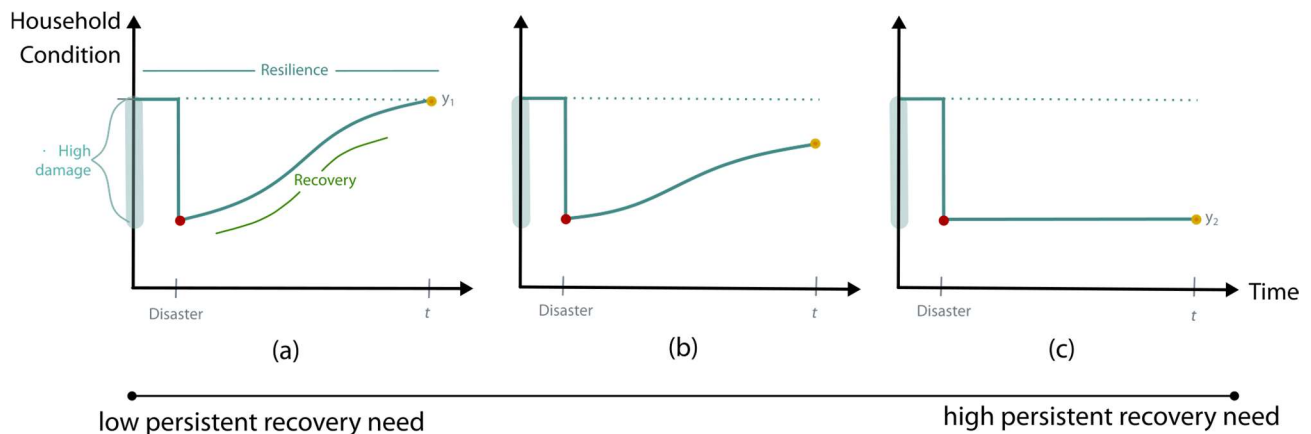 Household
Condition
Resilience
y1
· High
damage
Recovery
Disaster
t
(a)
Disaster
t
(b)
y2
Disaster
t
Time
(c)
low persistent recovery need
high persistent recovery need